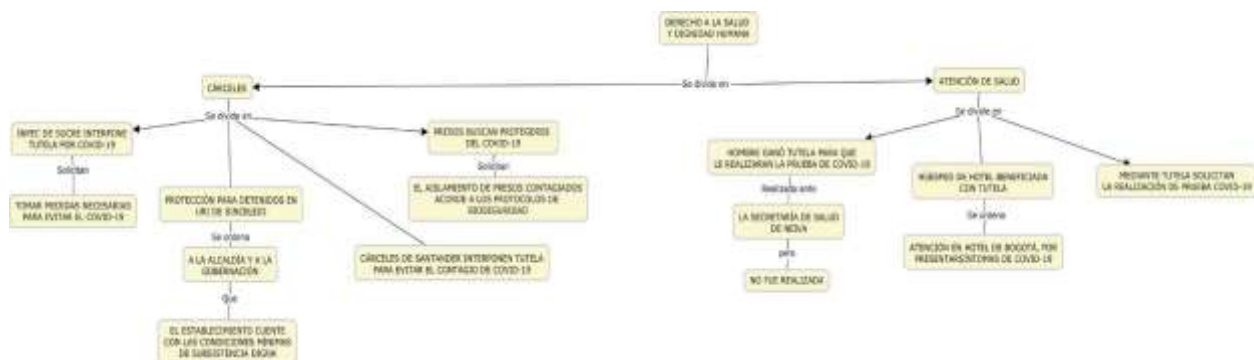 DERECHO A LA SALUD
Y DIGNIDAD HUMANA
Se divide en
CÁRCELES
ATENCIÓN DE SALUD
Se divide en
Se divide en
INPEC DE SUCRE INTERPONE
TUTELA POR COVID-19
PRESOS BUSCAN PROTEGERSE
DEL COVID-19
HOMBRE GANÓ TUTELA PARA QUE
LE REALIZARAN LA PRUEBA DE COVID-19
HUÉSPED DE HOTEL BENEFICIADA
CON TUTELA
MEDIANTE TUTELA SOLICITAN
LA REALIZACIÓN DE PRUEBA COVID-19
Solicitan
Solicitan
Realizada ante
TOMAR MEDIDAS NECESARIAS
PARA EVITAR EL COVID-19
PROTECCIÓN PARA DETENIDOS EN
URI DE SINCELEJO
EL AISLAMIENTO DE PRESOS CONTAGIADOS
ACORDE A LOS PROTOCOLOS DE
BIOSEGURIDAD
LA SECRETARÍA DE SALUD
DE NEIVA
Se ordena
Se ordena
A LA ALCALDÍA Y A LA
GOBERNACIÓN
CÁRCELES DE SANTANDER INTERPONEN TUTELA
PARA EVITAR EL CONTAGIO DE COVID-19
pero
ATENCIÓN EN HOTEL DE BOGOTÁ, POR
PRESENTAR SÍNTOMAS DE COVID-19
NO FUE REALIZADA
Que
EL ESTABLECIMIENTO CUENTE
CON LAS CONDICIONES MÍNIMAS
DE SUBSISTENCIA DIGNA